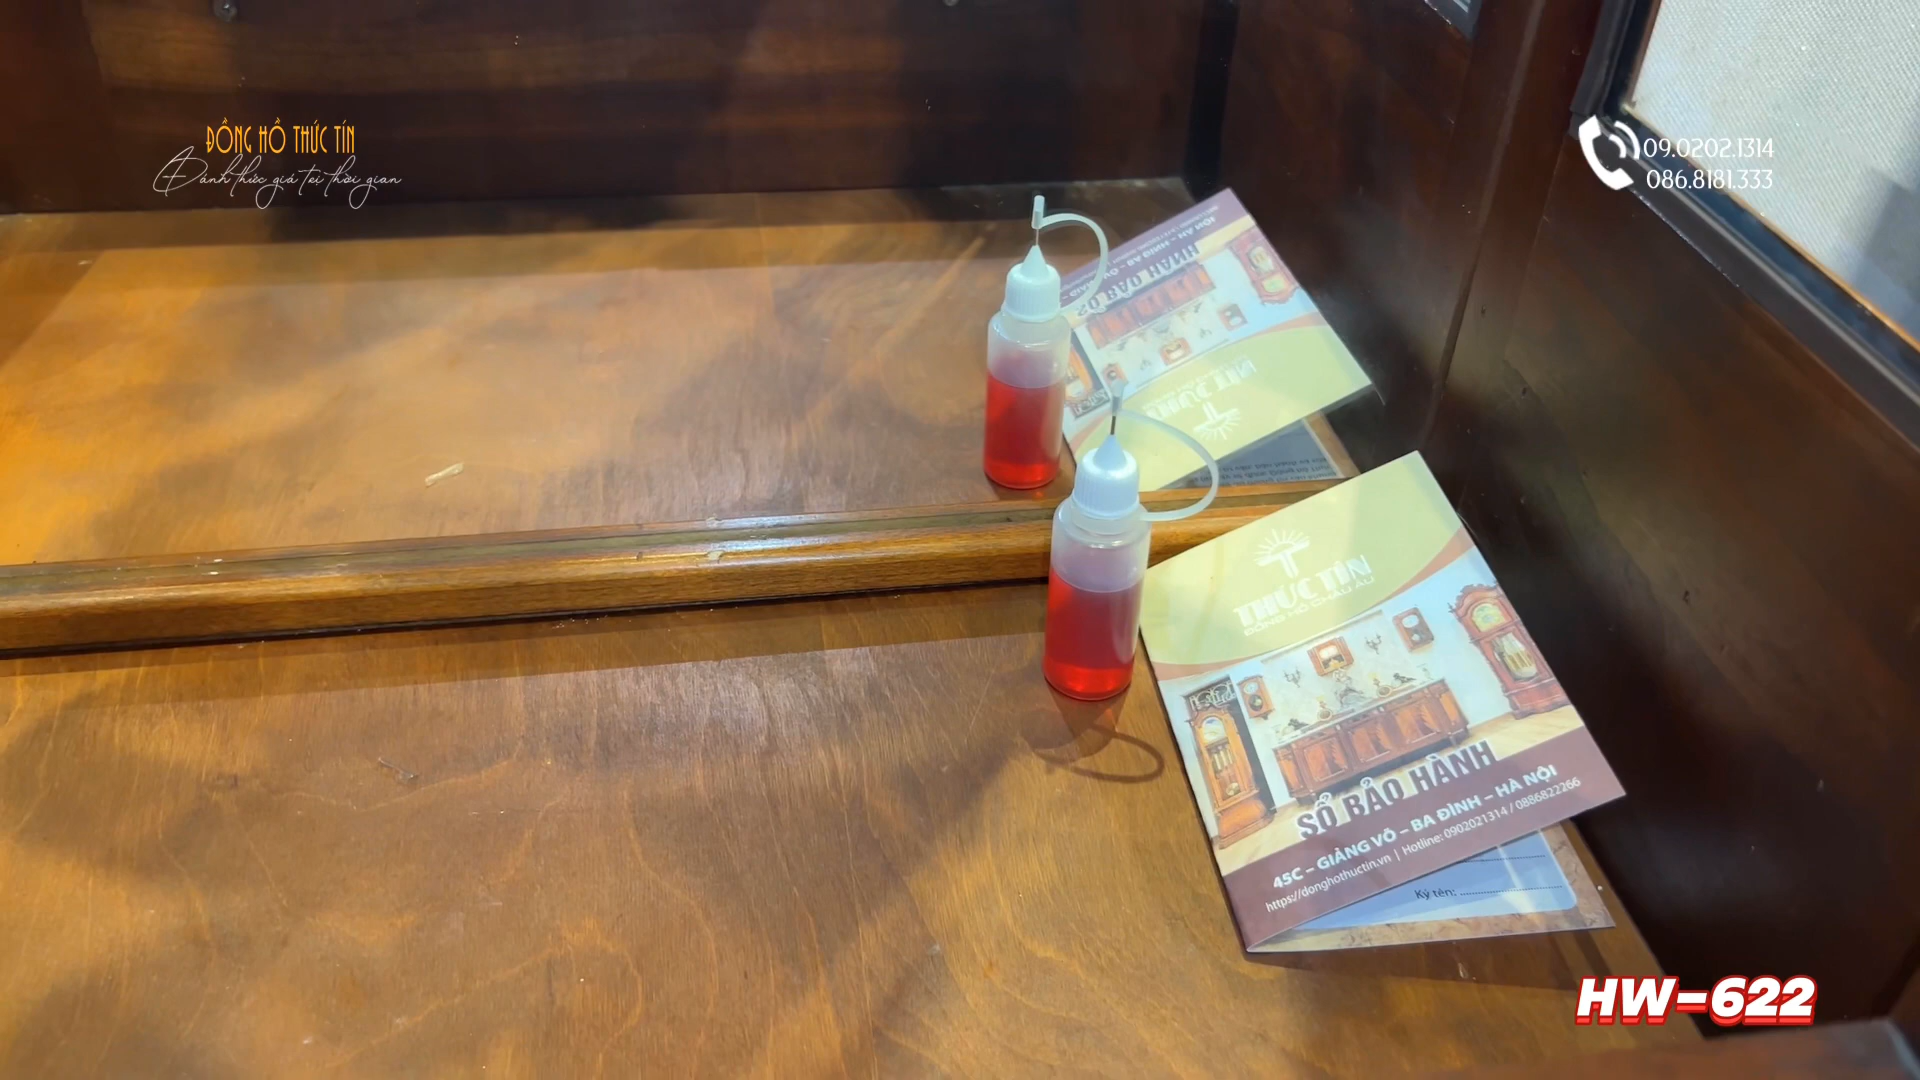 ĐỒNG HỒ THỨC TÍN
Đánh thức giá trị thời gian
09.0202.1314
086.8181.333
THỨC TÍN
ĐỒNG HỒ CHÂU ÂU
SỔ BẢO HÀNH
45C – GIẢNG VÕ – BA ĐÌNH – HÀ NỘI
https://donghothuctin.vn | Hotline: 0902021314 / 0886822266
Ký tên:
HW-622